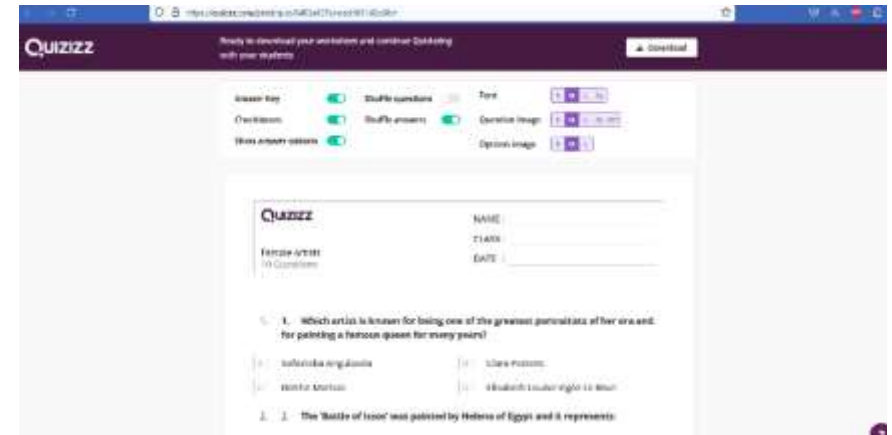 QUIZIZZ
Ready to download your worksheet and continue Quizizzing
with your students
Download
Answer Key
Shuffle questions
Font
Checkboxes
Shuffle answers
Question image
Show answer options
Option image
QUIZIZZ
NAME :
CLASS :
DATE :
Female Artists
10 Questions
1. 1. Which artist is known for being one of the greatest portraitists of her era and
for painting a famous queen for many years?
Sofonisba Anguissola
Clara Peeters
Berthe Morisot
Elisabeth Louise Vigée Le Brun
2. 2. The 'Battle of Issus' was painted by Helena of Egypt and it represents: